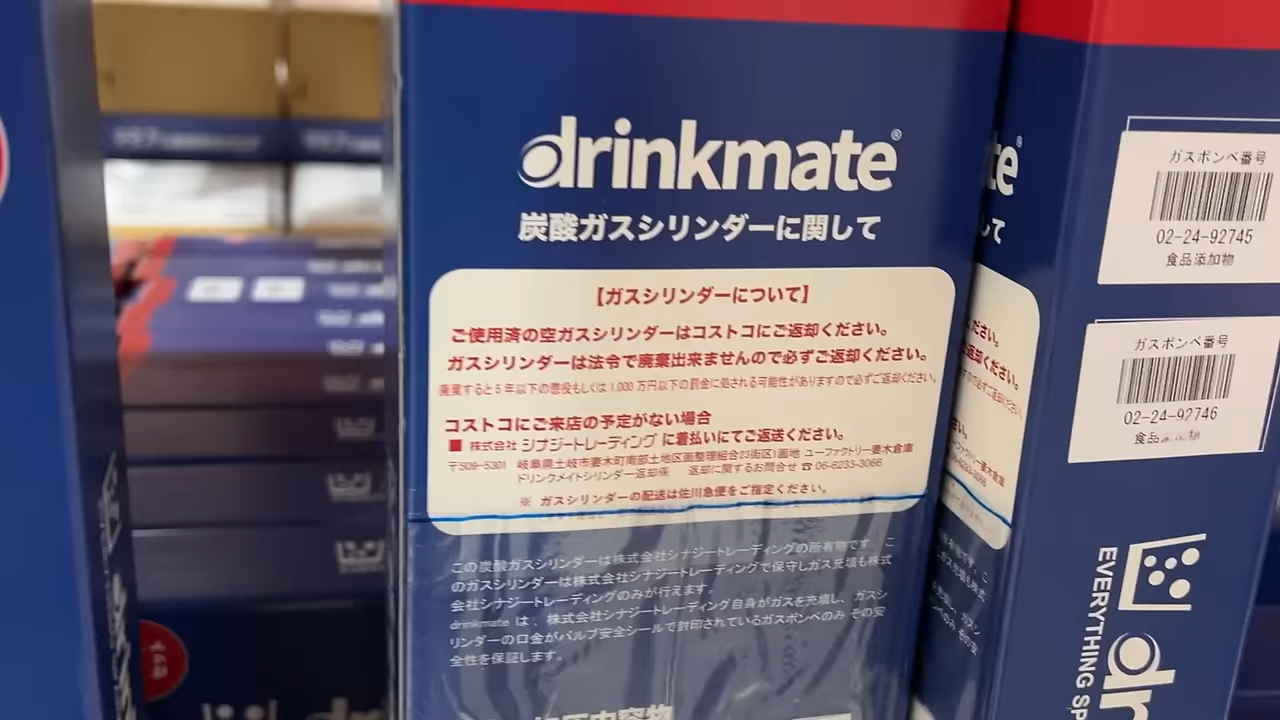 drinkmate®
炭酸ガスシリンダーに関して
【ガスシリンダーについて】
ご使用済の空ガスシリンダーはコストコにご返却ください。
ガスシリンダーは法令で廃棄出来ませんので必ずご返却ください。
廃棄すると5年以下の懲役もしくは1,000万円以下の罰金に処される可能性がありますので必ずご返却ください。
コストコにご来店の予定がない場合
■ 株式会社 シナジートレーディング に着払いにてご返送ください。
〒509-5301 岐阜県土岐市妻木町南部土地区画整理組合23街区1画地 ユーファクトリー妻木倉庫
ドリンクメイトシリンダー返却係 返却に関するお問合せ ☎ 06-6233-3066
※ ガスシリンダーの配送は佐川急便をご指定ください。
この炭酸ガスシリンダーは株式会社シナジートレーディングの所有物です。こ
のガスシリンダーは株式会社シナジートレーディングで保守しガス充填も株式
会社シナジートレーディングのみが行えます。
drinkmate は、株式会社シナジートレーディング自身がガスを充填し、ガスシ
リンダーの口金がバルブ安全シールで封印されているガスボンベのみ その安
全性を保証します。
te®
して
ください。
返却ください。
ガスボンベ番号
02-24-92745
食品添加物
ガスボンベ番号
02-24-92746
食品
EVERYTHING SP
dr